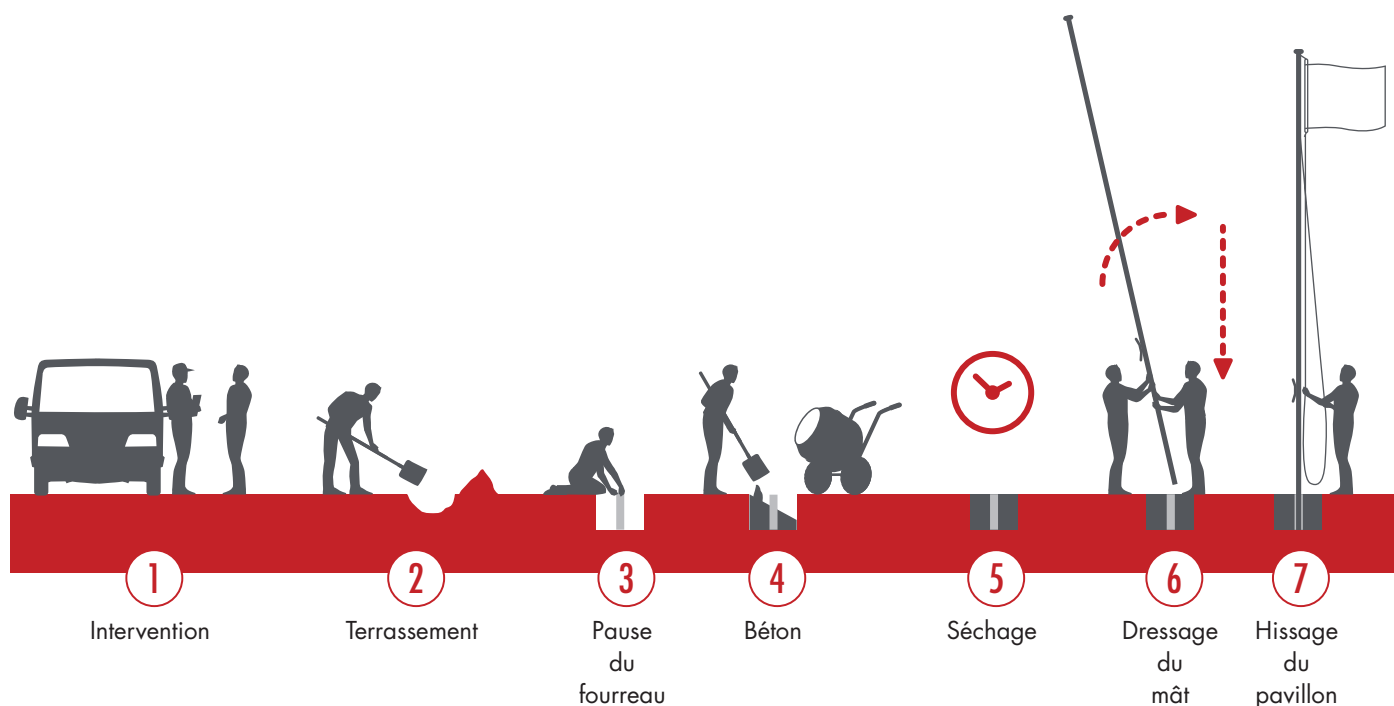 1
Intervention
2
Terrassement
3
Pause
du
fourreau
4
Béton
5
Séchage
6
Dressage
du
mât
7
Hissage
du
pavillon